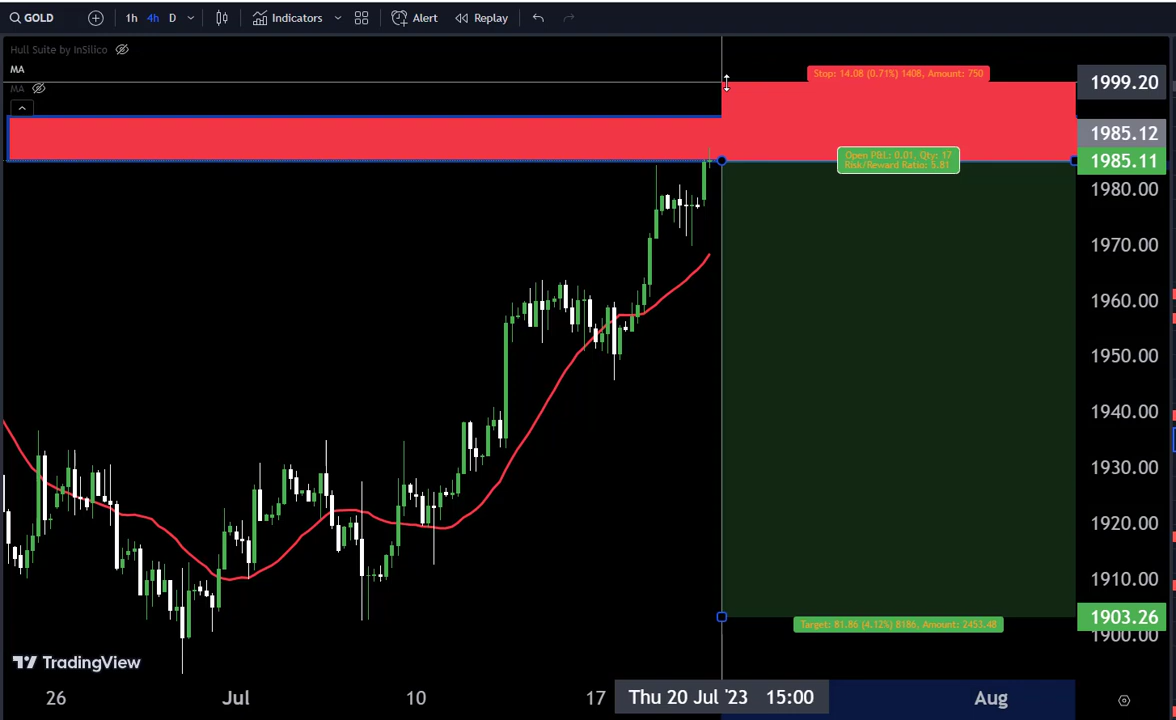 GOLD
1h 4h D
Indicators
Alert
Replay
Hull Suite by InSilico
MA
MA
Stop: 14.08 (0.71%) 1408, Amount: 750
1999.20
1985.12
Open P&L: 0.01, Qty: 17
Risk/Reward Ratio: 5.81
1985.11
1980.00
1970.00
1960.00
1950.00
1940.00
1930.00
1920.00
1910.00
Target: 81.86 (4.12%) 8186, Amount: 2453.48
1903.26
1900.00
TradingView
26 Jul 10 17 Thu 20 Jul '23 15:00 Aug